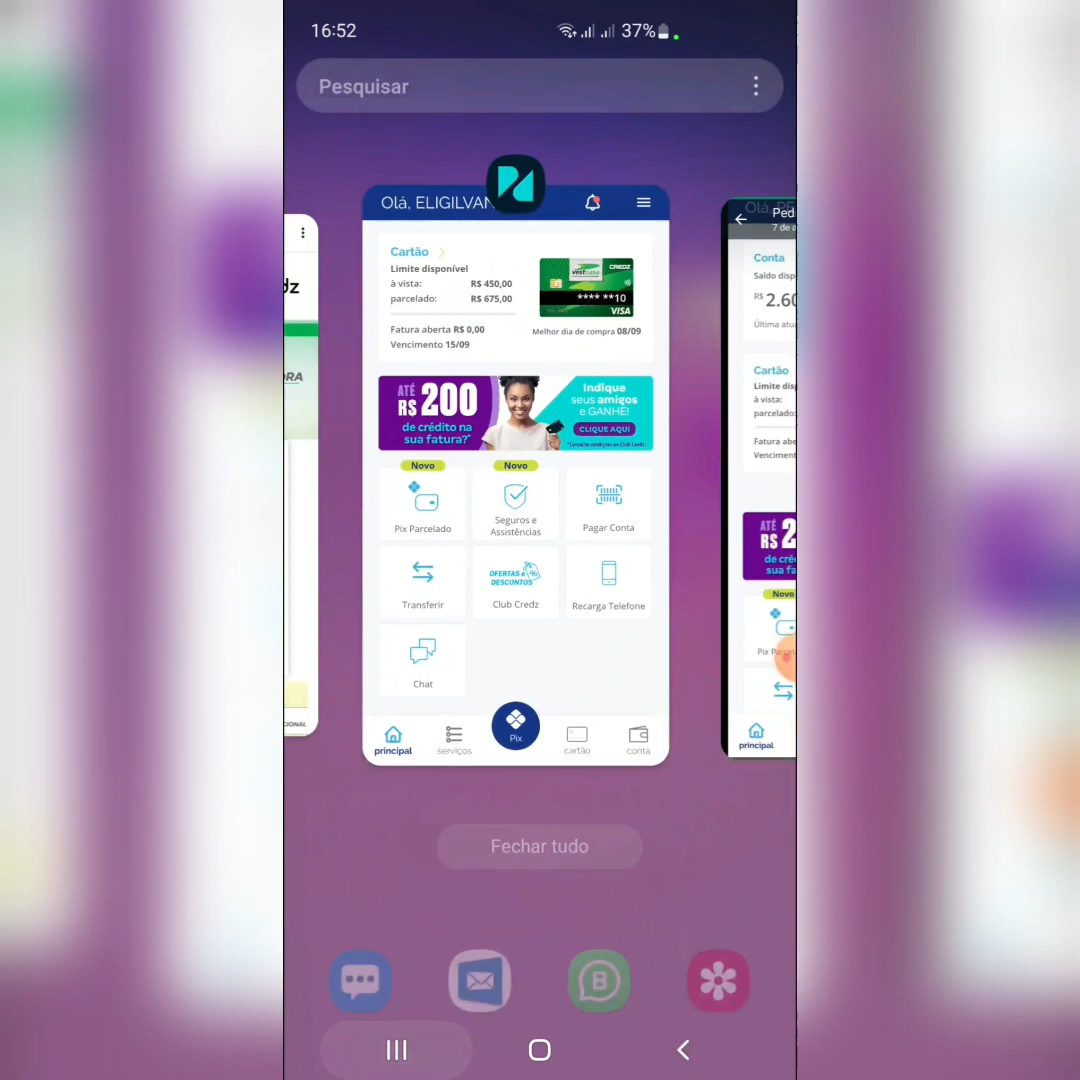 16:52
37%
Pesquisar
Olá, ELIGILVAN
Cartão
Limite disponível
à vista: R$ 450,00
parcelado: R$ 675,00
Fatura aberta R$ 0,00
Vencimento 15/09
vestcasa
CREDZ
**** **10
VISA
Melhor dia de compra 08/09
ATÉ
R$ 200
de crédito na
sua fatura?*
Indique
seus amigos
e GANHE!
CLIQUE AQUI
Novo
Pix Parcelado
Novo
Seguros e
Assistências
Pagar Conta
Transferir
OFERTAS e
DESCONTOS
Club Credz
Recarga Telefone
Chat
principal
serviços
Pix
cartão
conta
dz
RA
CIONAL
Olá,
Ped
7 de a
Conta
Saldo disp
R$ 2.60
Última atu
Cartão
Limite dis
à vista:
parcelado:
Fatura abe
Vencimen
ATÉ
R$ 2
de cré
sua fa
Novo
Pix Parc
principal
Fechar tudo
B